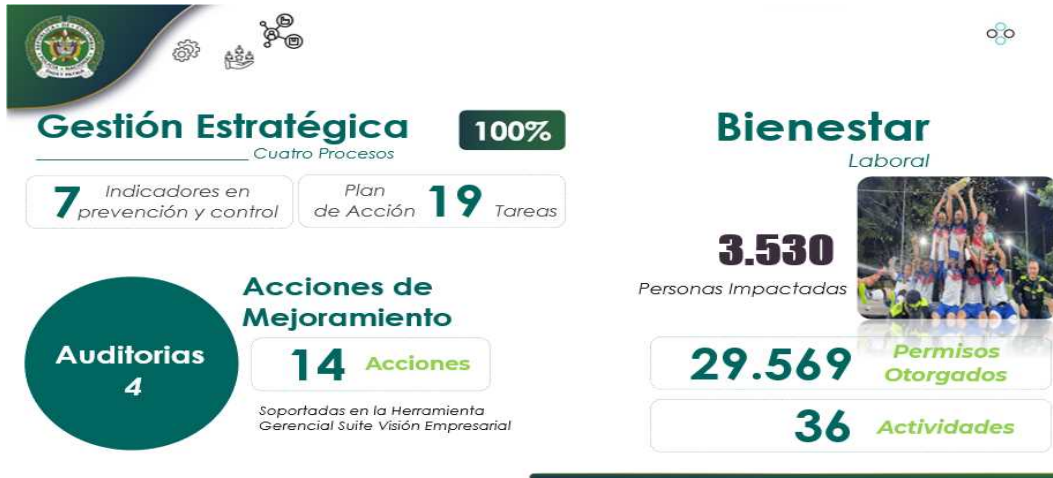 Gestión Estratégica
100%
Cuatro Procesos
7 Indicadores en
prevención y control
Plan
de Acción 19 Tareas
Auditorias
4
Acciones de
Mejoramiento
14 Acciones
Soportadas en la Herramienta
Gerencial Suite Visión Empresarial
Bienestar
Laboral
3.530
Personas Impactadas
29.569 Permisos
Otorgados
36 Actividades